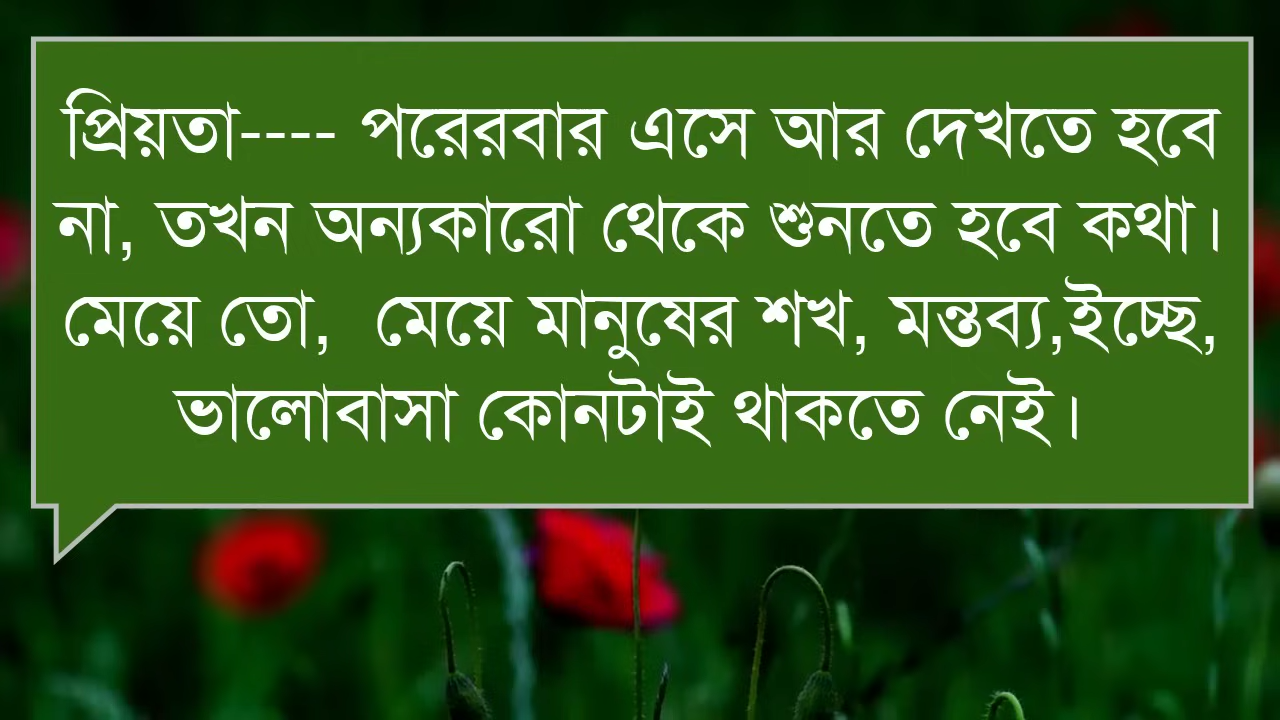 প্রিয়তা---- পরেরবার এসে আর দেখতে হবে
না, তখন অন্যকারো থেকে শুনতে হবে কথা।
মেয়ে তো,  মেয়ে মানুষের শখ, মন্তব্য,ইচ্ছে,
ভালোবাসা কোনটাই থাকতে নেই।